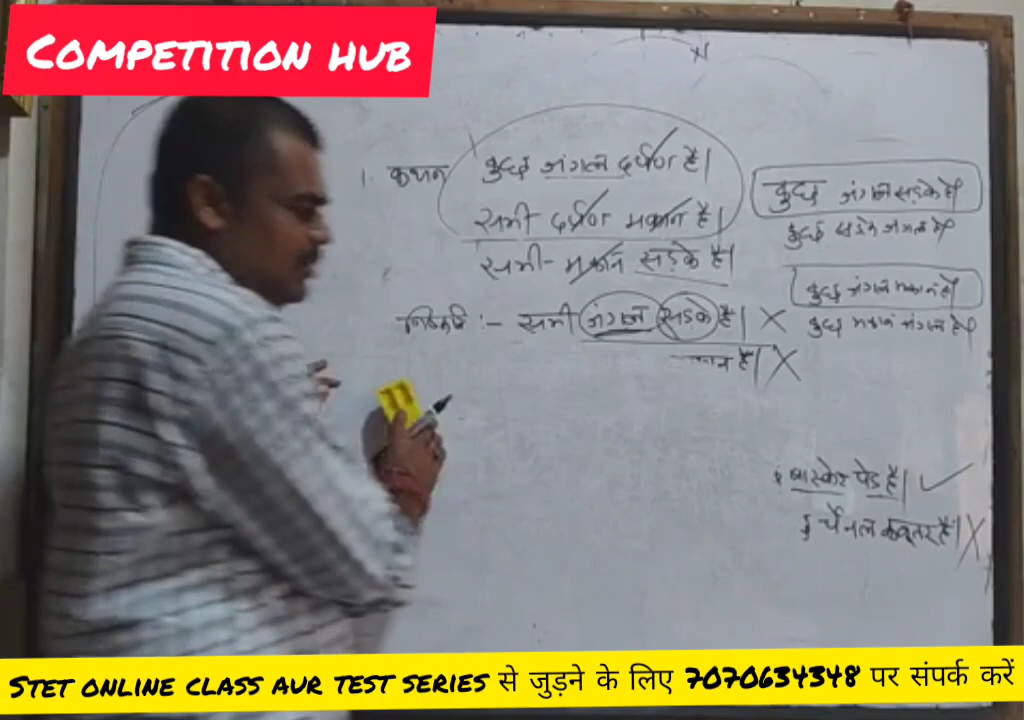 COMPETITION HUB
1. कथन कुछ जंगल दर्पण है।
सभी दर्पण मकान है।
सभी मकान सड़के है।
निष्कर्ष :- सभी जंगल सड़के है। X
है। X
कुछ जंगल सड़के है।
कुछ सड़के जंगल है।
कुछ जंगल मकान है।
कुछ मकान जंगल है।
बास्केट पेड़ है। ✓
चैनल कबूतर है। X
STET ONLINE CLASS AUR TEST SERIES से जुड़ने के लिए 7070634348 पर संपर्क करें